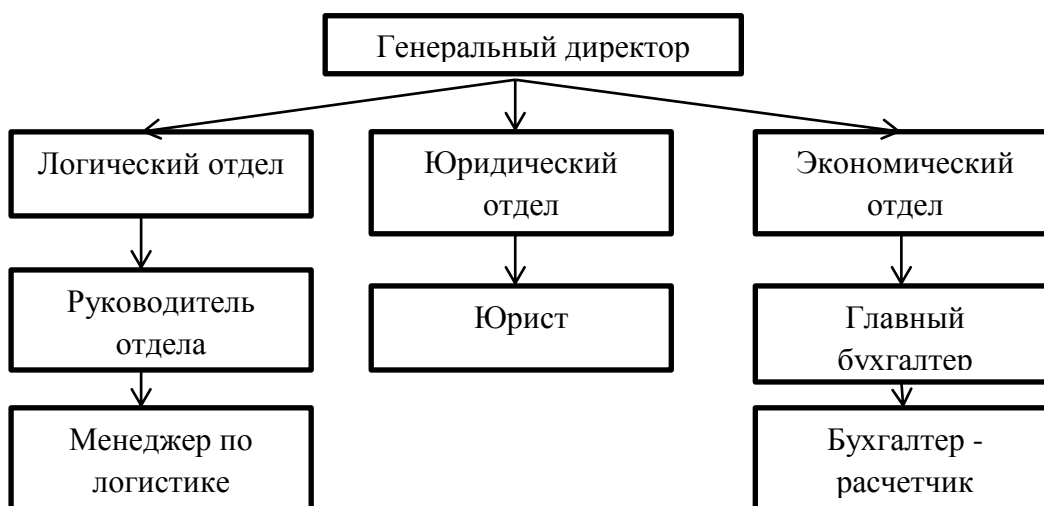 Генеральный директор
Логический отдел
Юридический
отдел
Экономический
отдел
Руководитель
отдела
Юрист
Главный
бухгалтер
Менеджер по
логистике
Бухгалтер -
расчетчик